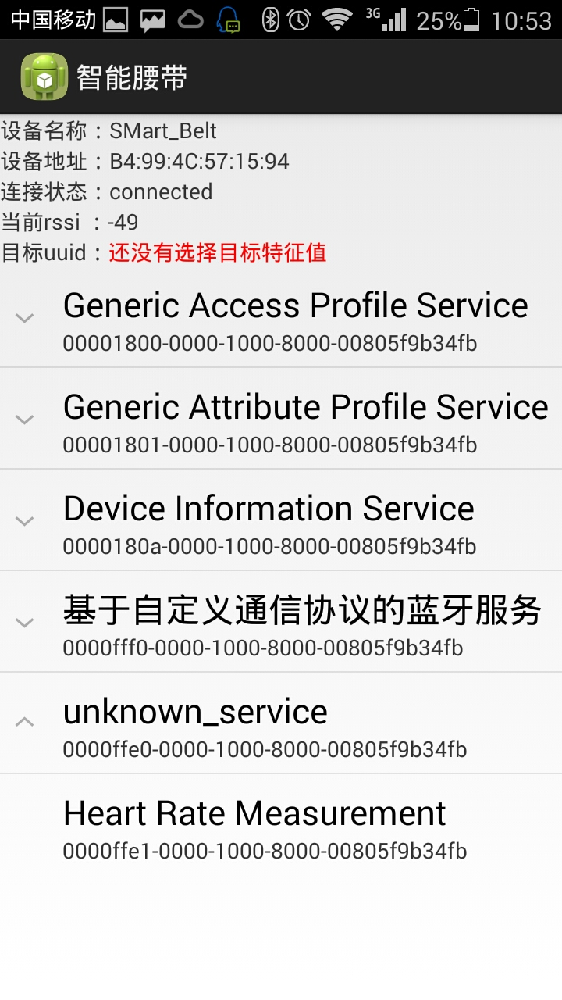 中国移动 3G 25% 10:53
智能腰带
设备名称：SMart_Belt
设备地址：B4:99:4C:57:15:94
连接状态：connected
当前rssi ：-49
目标uuid：还没有选择目标特征值
Generic Access Profile Service
00001800-0000-1000-8000-00805f9b34fb
Generic Attribute Profile Service
00001801-0000-1000-8000-00805f9b34fb
Device Information Service
0000180a-0000-1000-8000-00805f9b34fb
基于自定义通信协议的蓝牙服务
0000fff0-0000-1000-8000-00805f9b34fb
unknown_service
0000ffe0-0000-1000-8000-00805f9b34fb
Heart Rate Measurement
0000ffe1-0000-1000-8000-00805f9b34fb